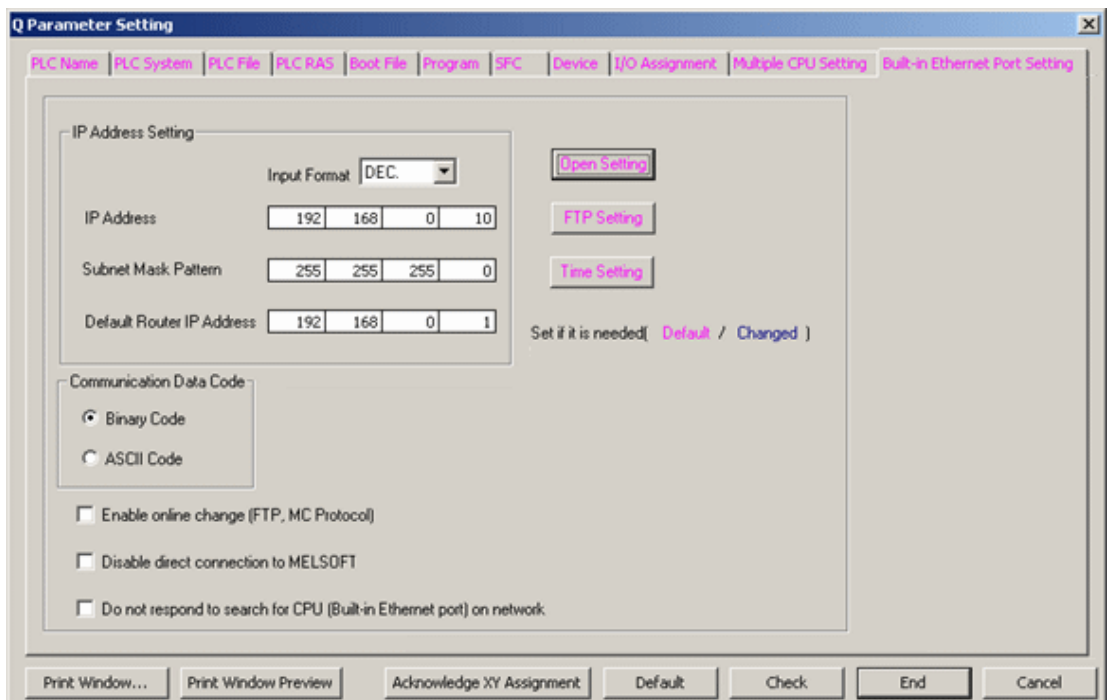 Q Parameter Setting
PLC Name PLC System PLC File PLC RAS Boot File Program SFC Device I/O Assignment Multiple CPU Setting Built-in Ethernet Port Setting
IP Address Setting
Input Format DEC.
Open Setting
IP Address 192 168 0 10
FTP Setting
Subnet Mask Pattern 255 255 255 0
Time Setting
Default Router IP Address 192 168 0 1
Set if it is needed( Default / Changed )
Communication Data Code
Binary Code
ASCII Code
Enable online change (FTP, MC Protocol)
Disable direct connection to MELSOFT
Do not respond to search for CPU (Built-in Ethernet port) on network
Print Window... Print Window Preview Acknowledge XY Assignment Default Check End Cancel